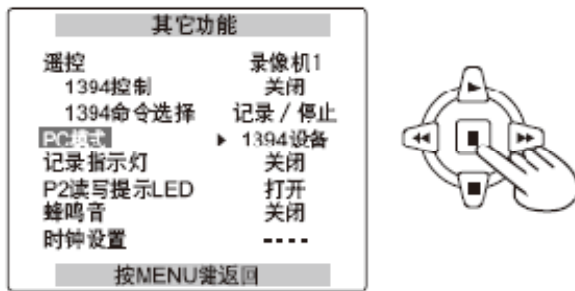 其它功能
遥控 录像机1
1394控制 关闭
1394命令选择 记录 / 停止
PC模式 1394设备
记录指示灯 关闭
P2读写提示LED 打开
蜂鸣音 关闭
时钟设置 ----
按MENU键返回